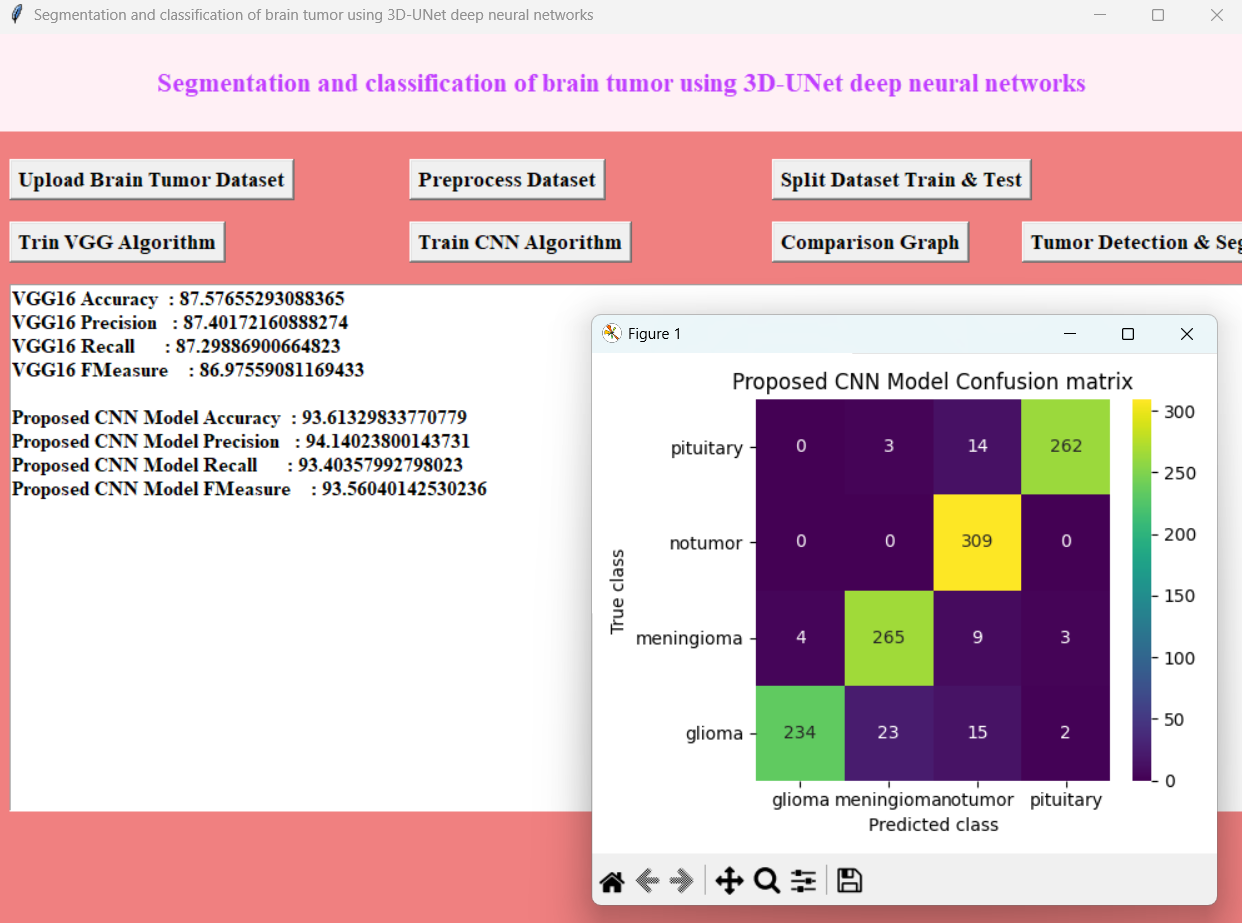 Segmentation and classification of brain tumor using 3D-UNet deep neural networks
Segmentation and classification of brain tumor using 3D-UNet deep neural networks
Upload Brain Tumor Dataset
Preprocess Dataset
Split Dataset Train & Test
Trin VGG Algorithm
Train CNN Algorithm
Comparison Graph
Tumor Detection & Seg
VGG16 Accuracy : 87.57655293088365
VGG16 Precision : 87.40172160888274
VGG16 Recall : 87.29886900664823
VGG16 FMeasure : 86.97559081169433
Proposed CNN Model Accuracy : 93.61329833770779
Proposed CNN Model Precision : 94.14023800143731
Proposed CNN Model Recall : 93.40357992798023
Proposed CNN Model FMeasure : 93.56040142530236
Figure 1
Proposed CNN Model Confusion matrix
True class
pituitary 0 3 14 262
notumor 0 0 309 0
meningioma 4 265 9 3
glioma 234 23 15 2
glioma meningioma notumor pituitary
Predicted class
300
250
200
150
100
50
0